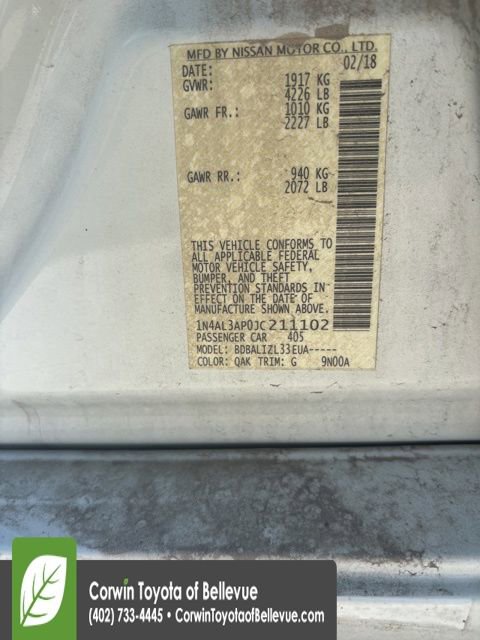 MFD BY NISSAN MOTOR CO., LTD.
DATE: 02/18
GVWR: 1917 KG
4226 LB
GAWR FR.: 1010 KG
2227 LB
GAWR RR.: 940 KG
2072 LB
THIS VEHICLE CONFORMS TO
ALL APPLICABLE FEDERAL
MOTOR VEHICLE SAFETY,
BUMPER, AND THEFT
PREVENTION STANDARDS IN
EFFECT ON THE DATE OF
MANUFACTURE SHOWN ABOVE.
1N4AL3AP0JC211102
PASSENGER CAR 405
MODEL: BDBALIZL33EUA-----
COLOR: QAK TRIM: G 9N00A
Corwin Toyota of Bellevue
(402) 733-4445 • CorwinToyotaofBellevue.com